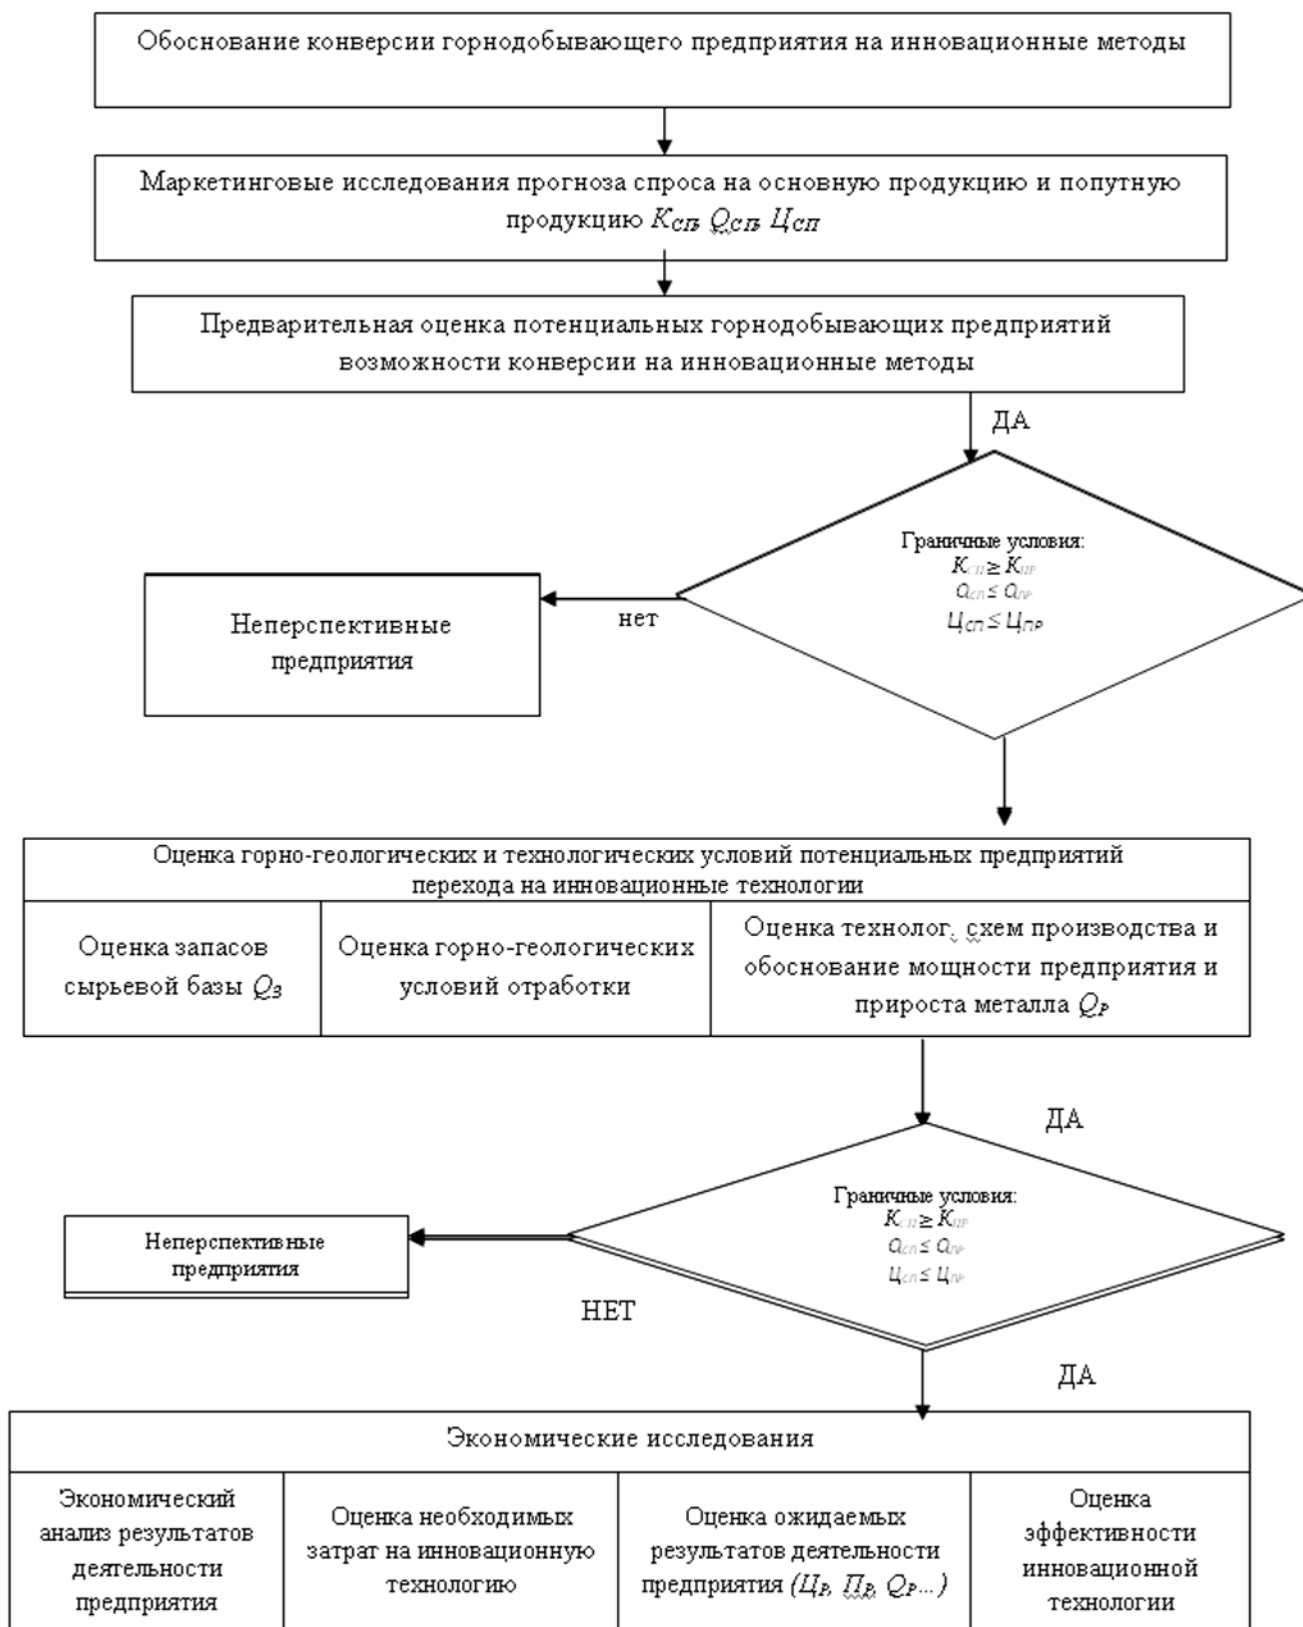 Обоснование конверсии горнодобывающего предприятия на инновационные методы
Маркетинговые исследования прогноза спроса на основную продукцию и попутную
продукцию КСП, QСП, ЦСП
Предварительная оценка потенциальных горнодобывающих предприятий
возможности конверсии на инновационные методы
ДА
Граничные условия:
КСП ≥ КПР
QСП ≤ QПР
ЦСП ≤ ЦПР
нет
Неперспективные
предприятия
Оценка горно-геологических и технологических условий потенциальных предприятий
перехода на инновационные технологии
Оценка запасов
сырьевой базы QЗ
Оценка горно-геологических
условий отработки
Оценка технолог. схем производства и
обоснование мощности предприятия и
прироста металла QР
ДА
Граничные условия:
КСП ≥ КПР
QСП ≤ QПР
ЦСП ≤ ЦПР
Неперспективные
предприятия
НЕТ
ДА
Экономические исследования
Экономический
анализ результатов
деятельности
предприятия
Оценка необходимых
затрат на инновационную
технологию
Оценка ожидаемых
результатов деятельности
предприятия (ЦР, ПР, QР...)
Оценка
эффективности
инновационной
технологии